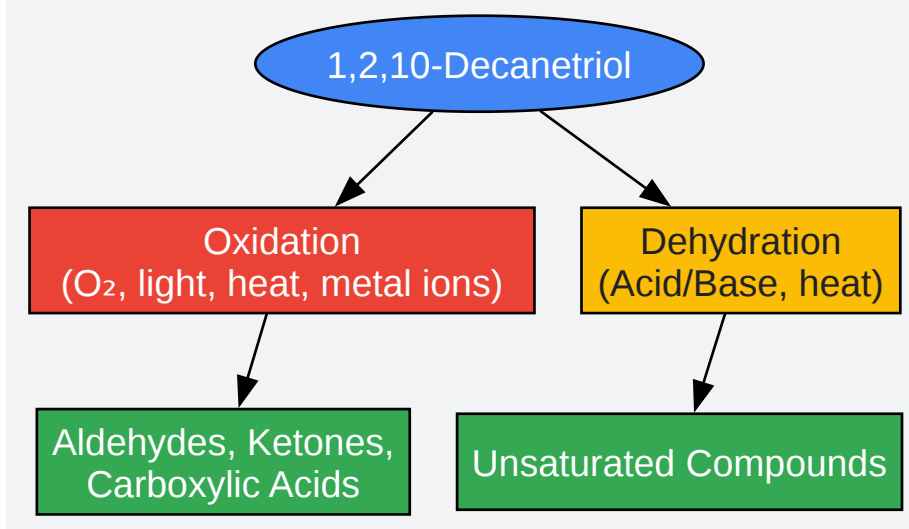 1,2,10-Decanetriol
Oxidation
(O₂, light, heat, metal ions)
Dehydration
(Acid/Base, heat)
Aldehydes, Ketones,
Carboxylic Acids
Unsaturated Compounds